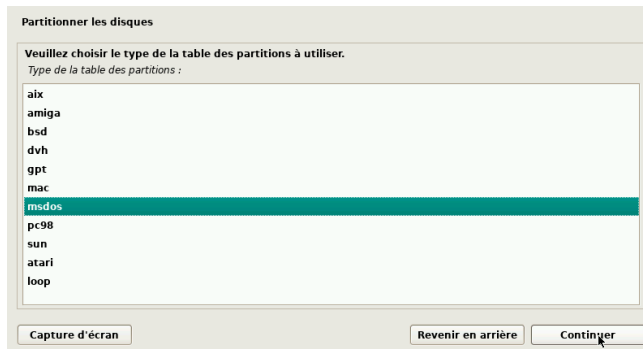 Partitionner les disques
Veuillez choisir le type de la table des partitions à utiliser.
Type de la table des partitions :
aix
amiga
bsd
dvh
gpt
mac
msdos
pc98
sun
atari
loop
Capture d'écran
Revenir en arrière
Continuer